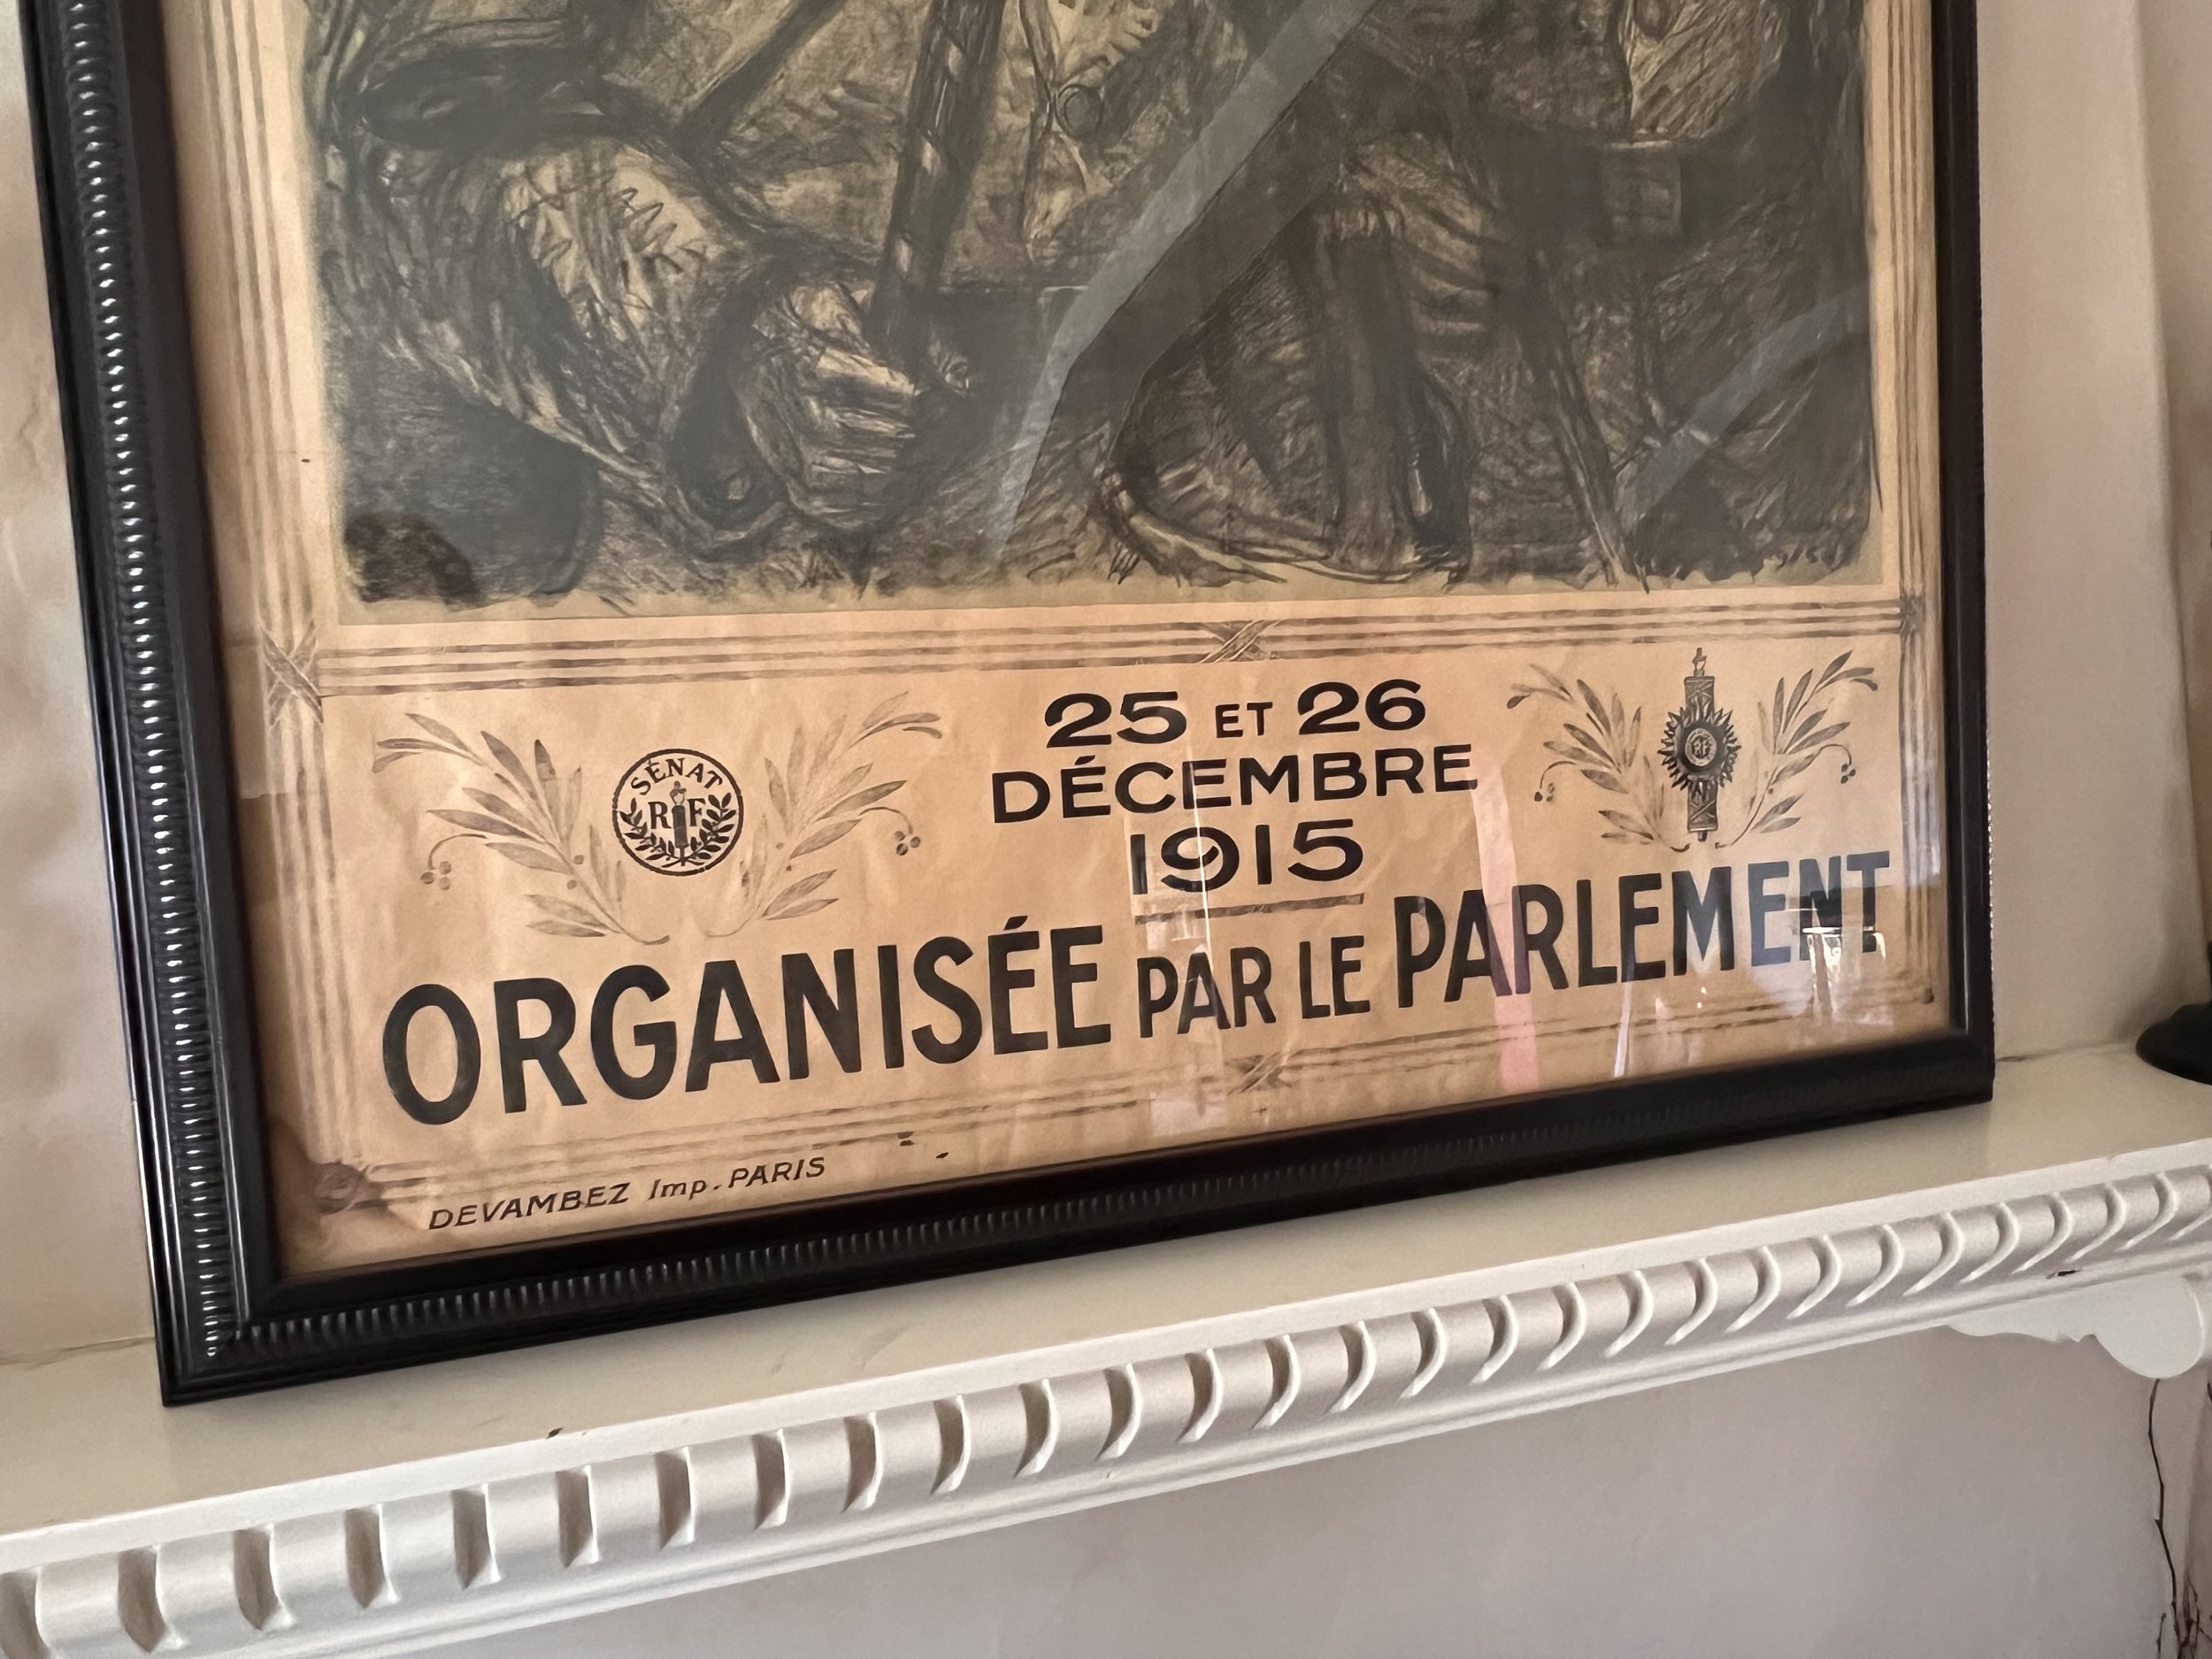 25 ET 26
DÉCEMBRE
1915
SÉNAT
RF
RF
ORGANISÉE PAR LE PARLEMENT
DEVAMBEZ Imp. PARIS